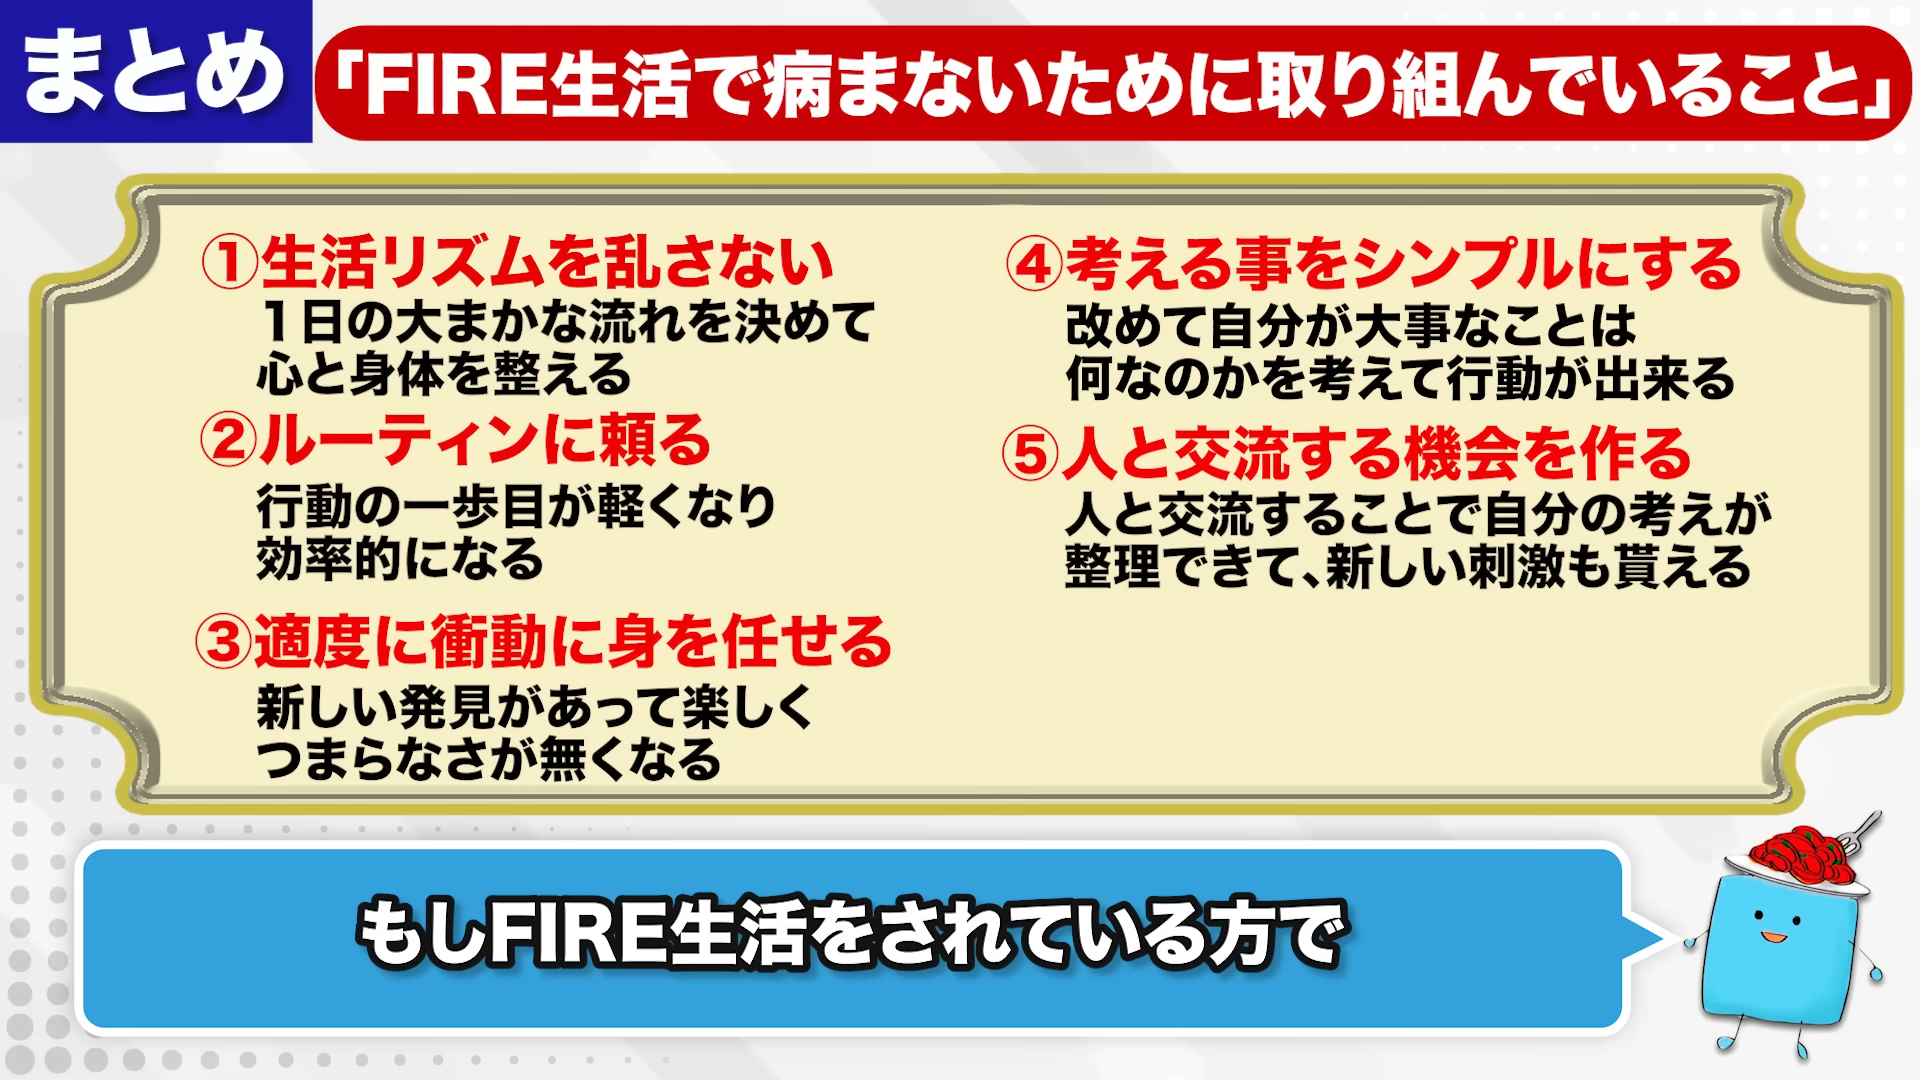 まとめ
「FIRE生活で病まないために取り組んでいること」
①生活リズムを乱さない
１日の大まかな流れを決めて
心と身体を整える
②ルーティンに頼る
行動の一歩目が軽くなり
効率的になる
③適度に衝動に身を任せる
新しい発見があって楽しく
つまらなさが無くなる
④考える事をシンプルにする
改めて自分が大事なことは
何なのかを考えて行動が出来る
⑤人と交流する機会を作る
人と交流することで自分の考えが
整理できて、新しい刺激も貰える
もしFIRE生活をされている方で